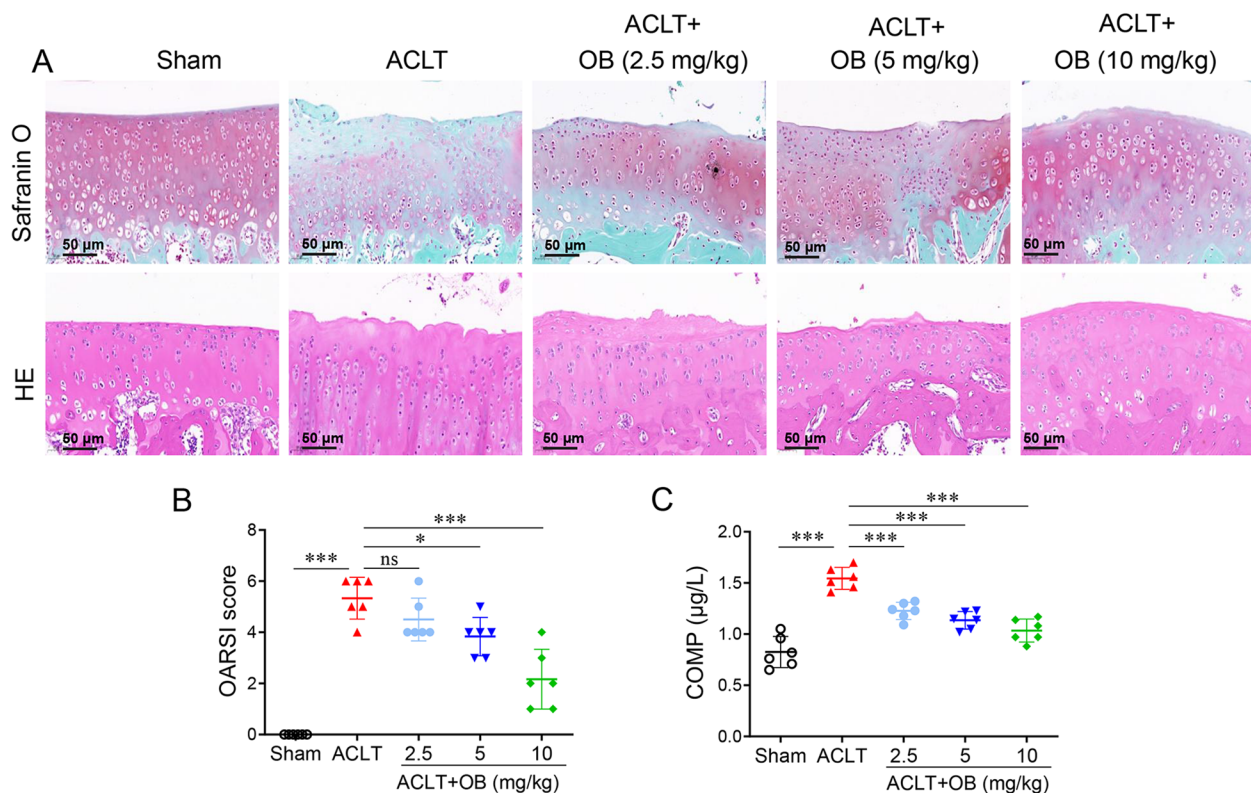 A
Sham
ACLT
ACLT+
OB (2.5 mg/kg)
ACLT+
OB (5 mg/kg)
ACLT+
OB (10 mg/kg)
Safranin O
50 μm
50 μm
50 μm
50 μm
50 μm
HE
50 μm
50 μm
50 μm
50 μm
50 μm
B
OARSI score
8
6
4
2
0
***
*
ns
***
Sham
ACLT
2.5
5
10
ACLT+OB (mg/kg)
C
COMP (μg/L)
2.0
1.5
1.0
0.5
0.0
***
***
***
***
Sham
ACLT
2.5
5
10
ACLT+OB (mg/kg)